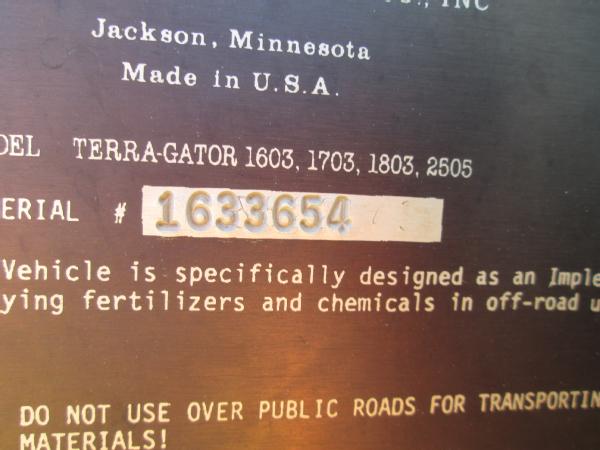 INC
Jackson, Minnesota
Made in U.S.A.
DEL TERRA-GATOR 1603, 1703, 1803, 2505
ERIAL # 1633654
Vehicle is specifically designed as an Imple
ying fertilizers and chemicals in off-road u
DO NOT USE OVER PUBLIC ROADS FOR TRANSPORTIN
MATERIALS!